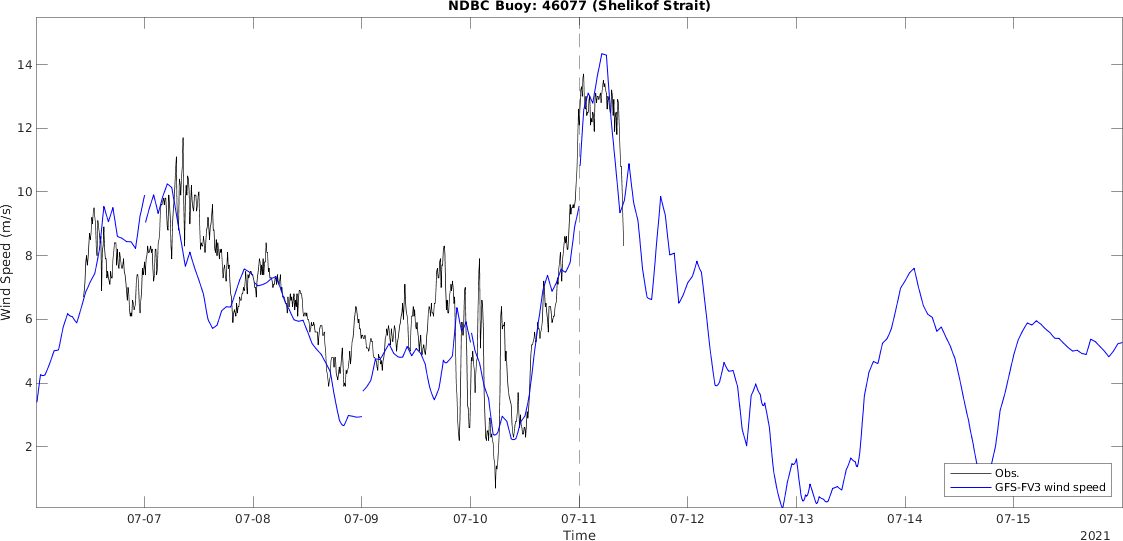 NDBC Buoy: 46077 (Shelikof Strait)
14
12
10
8
6
4
2
Wind Speed (m/s)
Obs.
GFS-FV3 wind speed
07-07 07-08 07-09 07-10 07-11 07-12 07-13 07-14 07-15
Time
2021